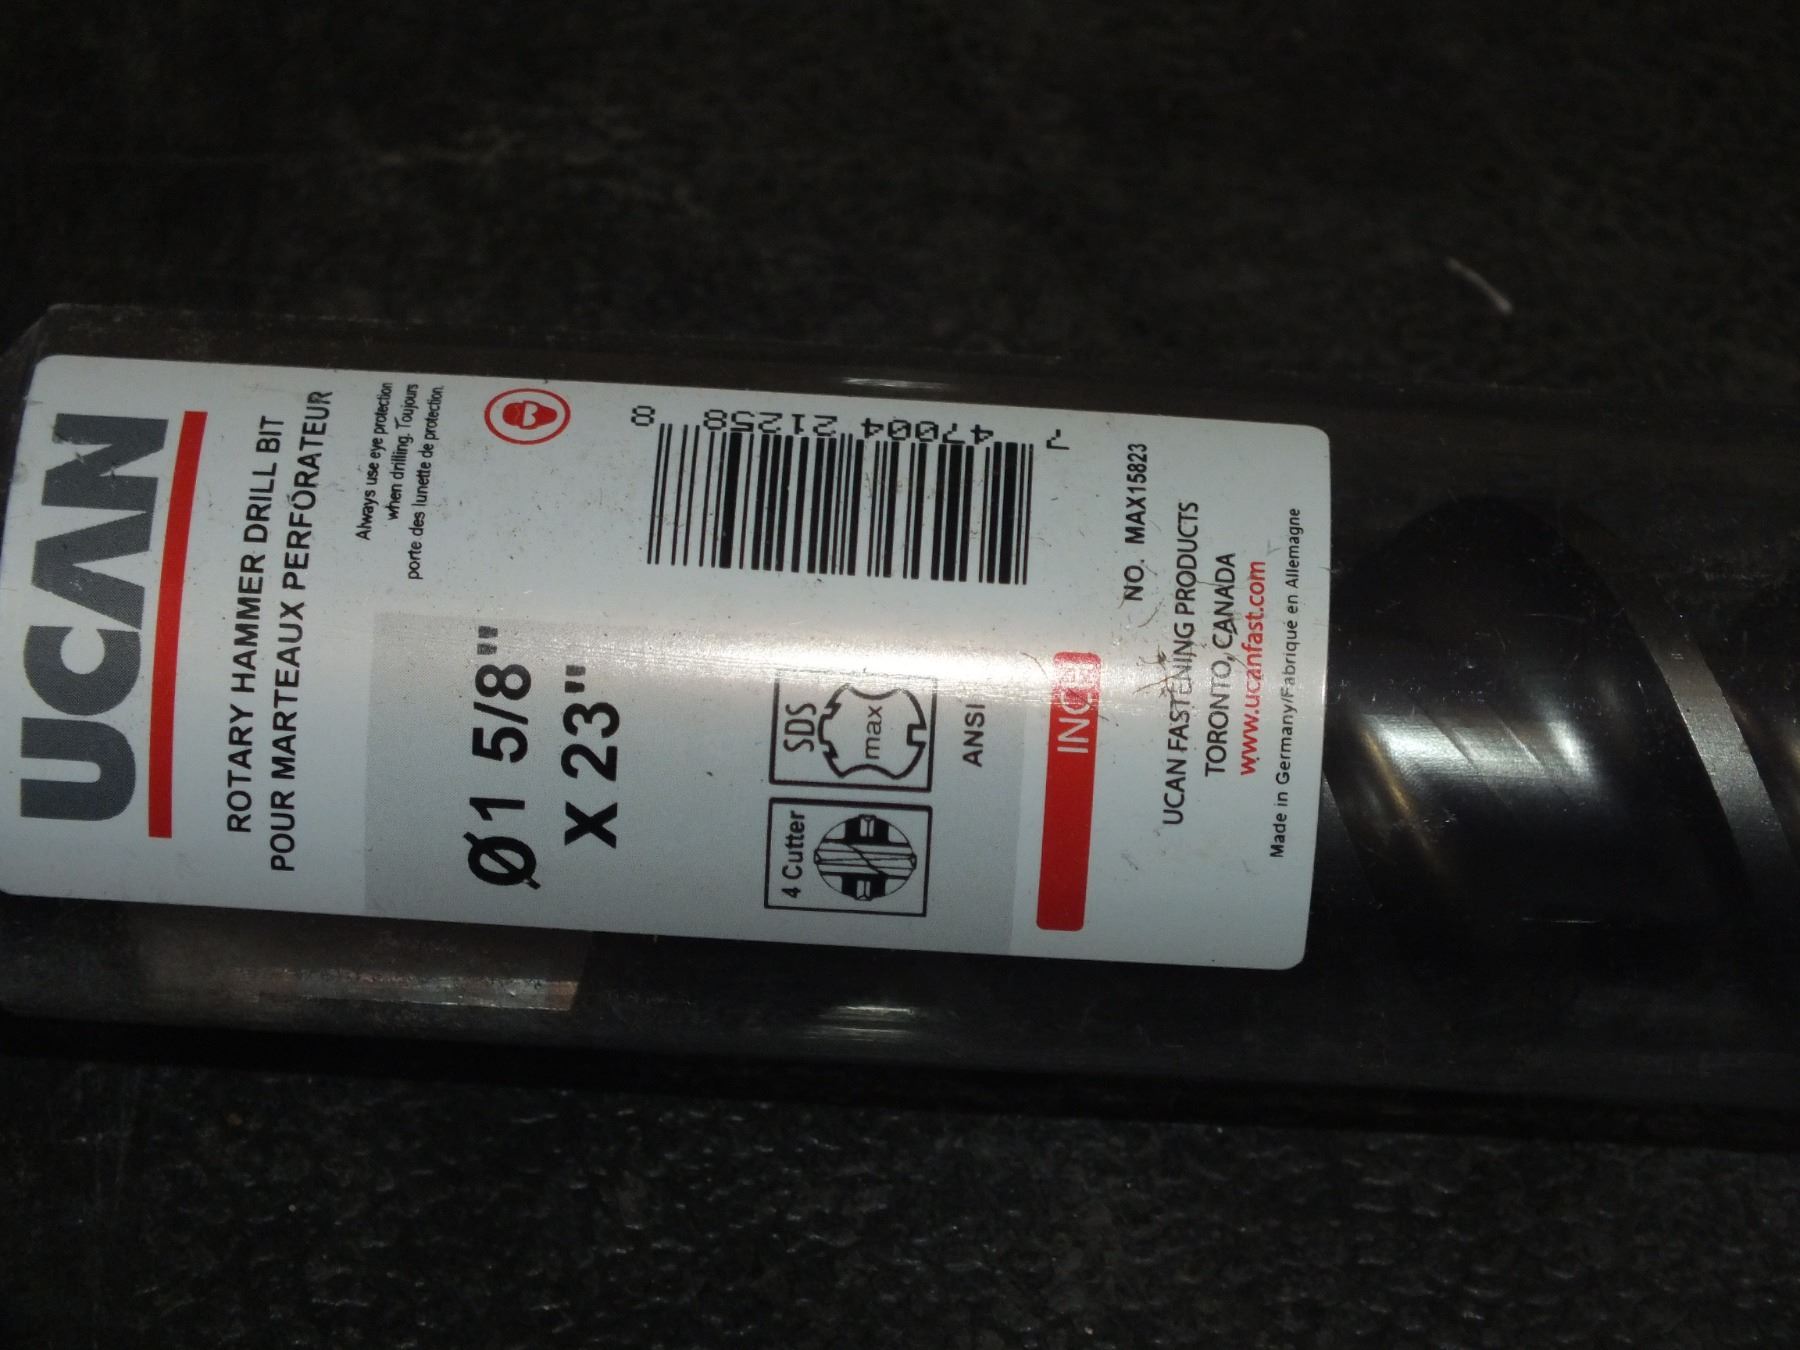 UCAN
ROTARY HAMMER DRILL BIT
POUR MARTEAUX PERFORATEUR
Always use eye protection
when drilling. Toujours
porte des lunette de protection.
Ø1 5/8"
X 23"
4 Cutter
SDS
max
ANSI
7 47004 21258 8
NO. MAX15823
UCAN FASTENING PRODUCTS
TORONTO, CANADA
www.ucanfast.com
Made in Germany/Fabrique en Allemagne